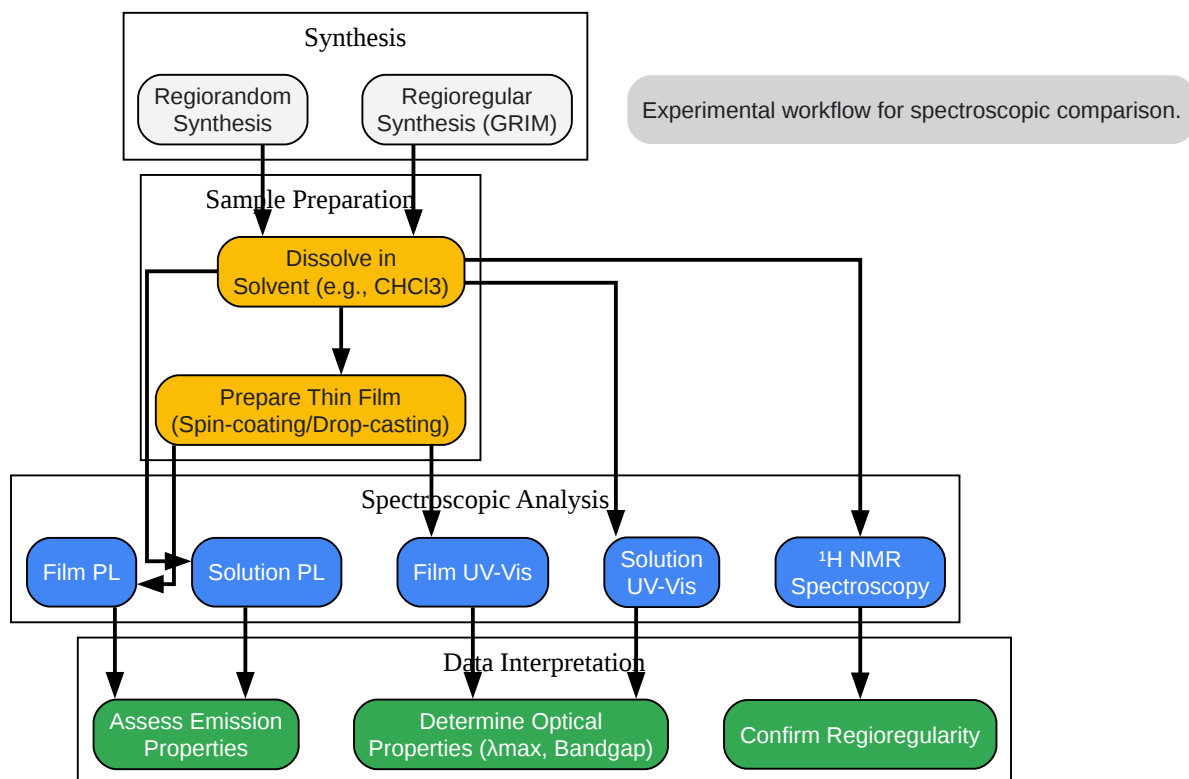 Synthesis
Regiorandom
Synthesis
Regioregular
Synthesis (GRIM)
Experimental workflow for spectroscopic comparison.
Sample Preparation
Dissolve in
Solvent (e.g., CHCl3)
Prepare Thin Film
(Spin-coating/Drop-casting)
Spectroscopic Analysis
Film PL
Solution PL
Film UV-Vis
Solution
UV-Vis
¹H NMR
Spectroscopy
Data Interpretation
Assess Emission
Properties
Determine Optical
Properties (λmax, Bandgap)
Confirm Regioregularity